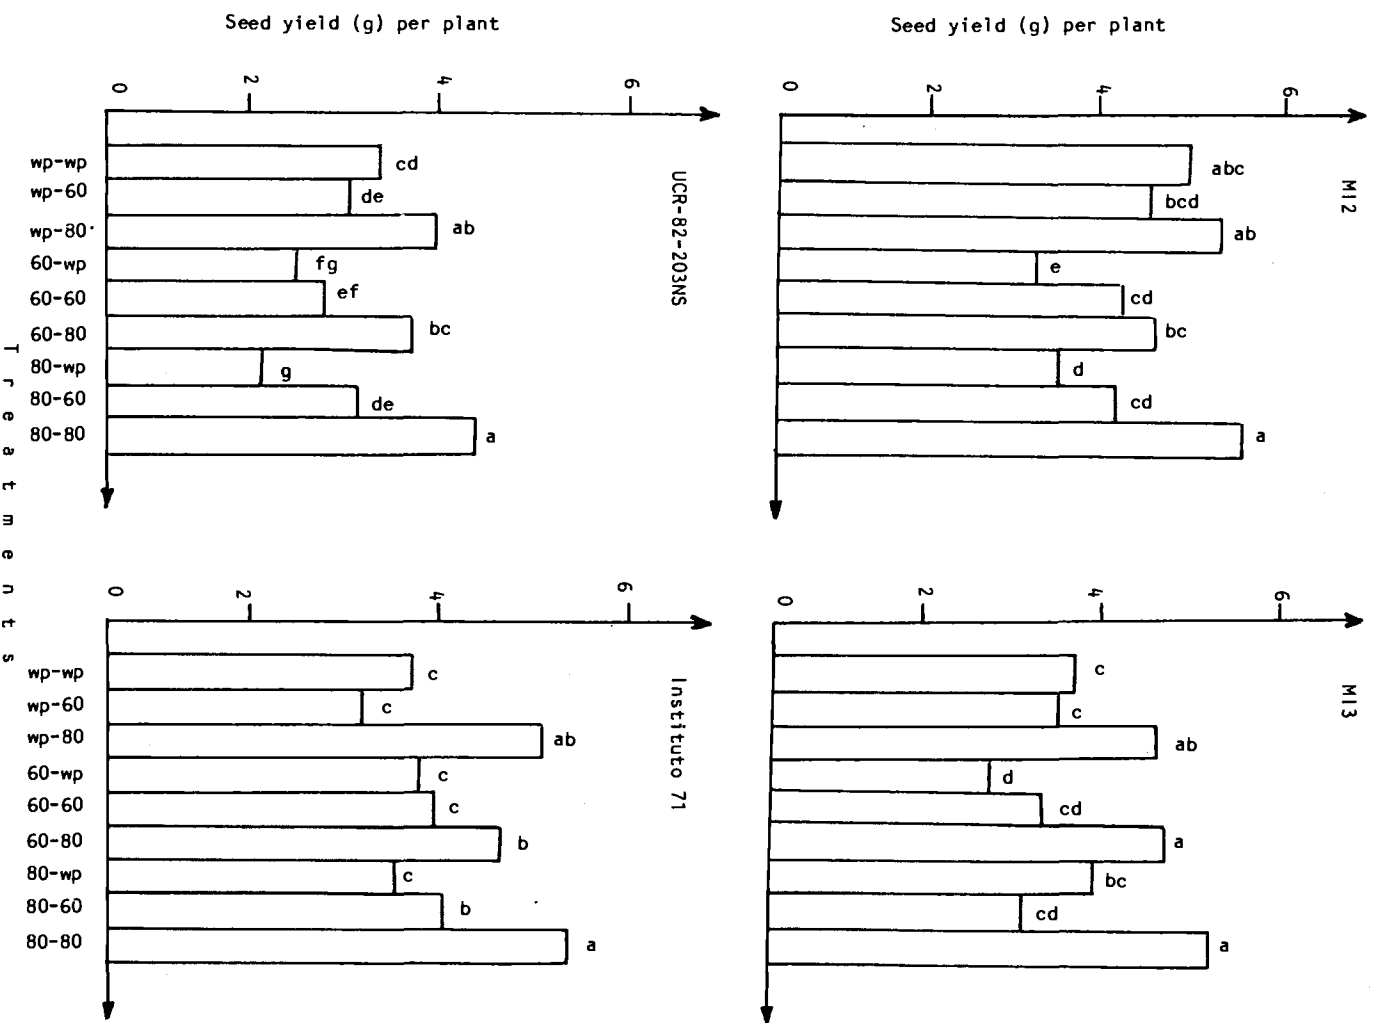 Seed yield (g) per plant
0 2 4 6
UCR-82-203NS
wp-wp cd
wp-60 de
wp-80 ab
60-wp fg
60-60 ef
60-80 bc
80-wp g
80-60 de
80-80 a
Seed yield (g) per plant
0 2 4 6
M12
abc
bcd
ab
e
cd
bc
d
cd
a
Treatments
0 2 4 6
Instituto 71
wp-wp c
wp-60 c
wp-80 ab
60-wp c
60-60 c
60-80 b
80-wp c
80-60 b
80-80 a
0 2 4 6
M13
c
c
ab
d
cd
a
bc
cd
a